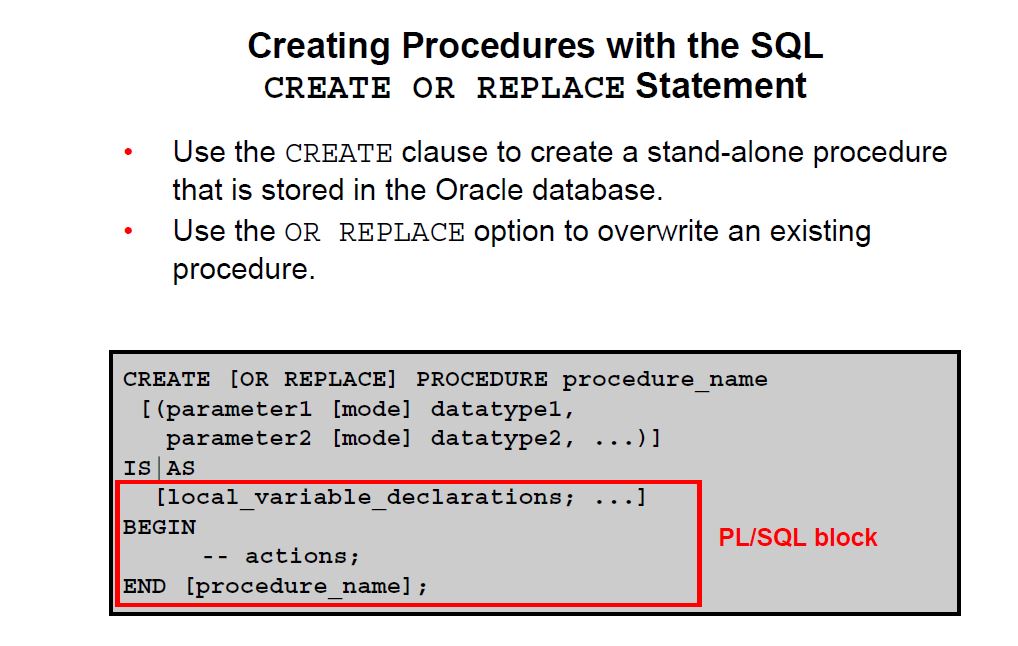 Creating Procedures with the SQL
CREATE OR REPLACE Statement
• Use the CREATE clause to create a stand-alone procedure
that is stored in the Oracle database.
• Use the OR REPLACE option to overwrite an existing
procedure.
CREATE [OR REPLACE] PROCEDURE procedure_name
[(parameter1 [mode] datatype1,
parameter2 [mode] datatype2, ...)]
IS|AS
[local_variable_declarations; ...]
BEGIN
-- actions;
END [procedure_name];
PL/SQL block